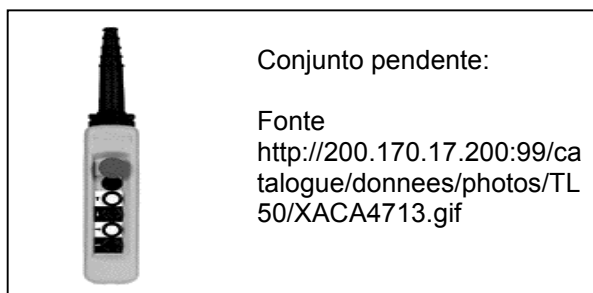 Conjunto pendente:
Fonte
http://200.170.17.200:99/ca
talogue/donnees/photos/TL
50/XACA4713.gif